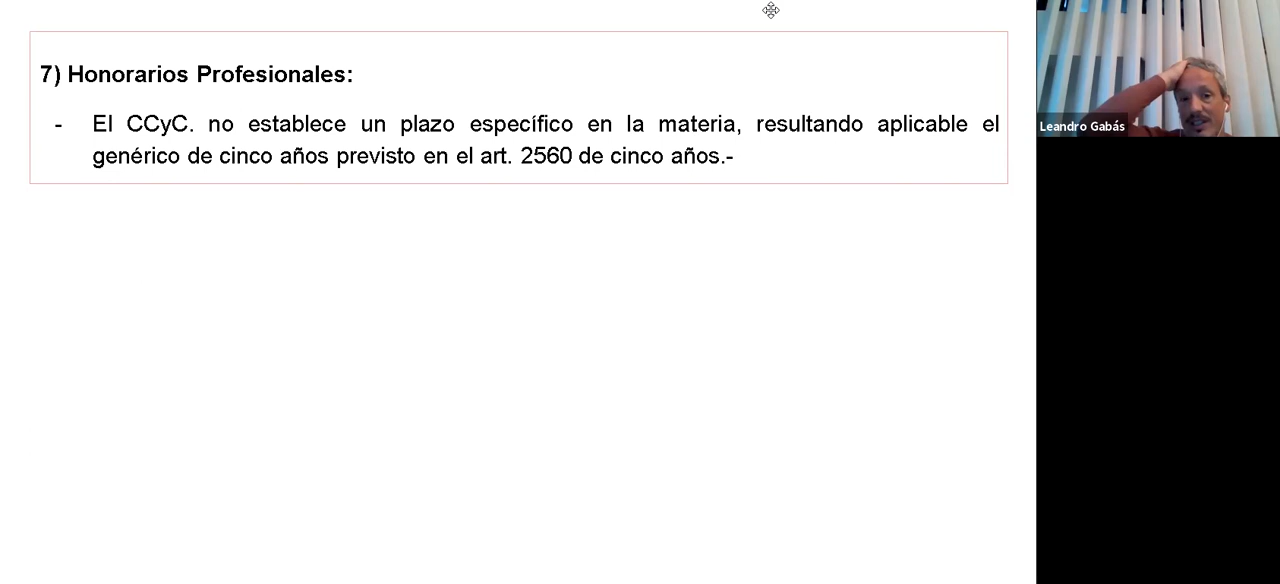 7) Honorarios Profesionales:
- El CCyC. no establece un plazo específico en la materia, resultando aplicable el
genérico de cinco años previsto en el art. 2560 de cinco años.-
Leandro Gabás